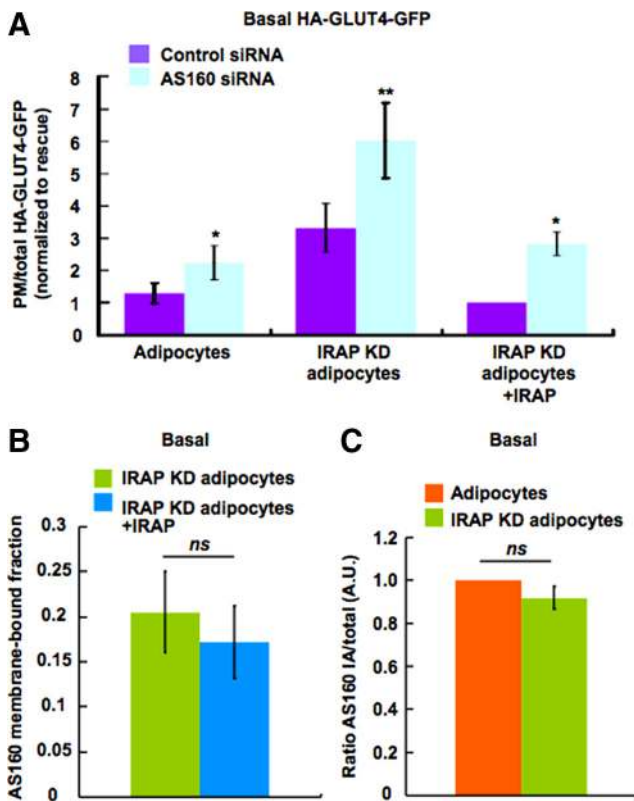 A
Basal HA-GLUT4-GFP
Control siRNA
AS160 siRNA
PM/total HA-GLUT4-GFP
(normalized to rescue)
8
7
6
5
4
3
2
1
0
*
**
*
Adipocytes
IRAP KD
adipocytes
IRAP KD
adipocytes
+IRAP
B
Basal
IRAP KD adipocytes
IRAP KD adipocytes
+IRAP
AS160 membrane-bound fraction
0.3
0.25
0.2
0.15
0.1
0.05
0
ns
C
Basal
Adipocytes
IRAP KD adipocytes
Ratio AS160 IA/total (A.U.)
1.2
1.0
0.8
0.6
0.4
0.2
0
ns